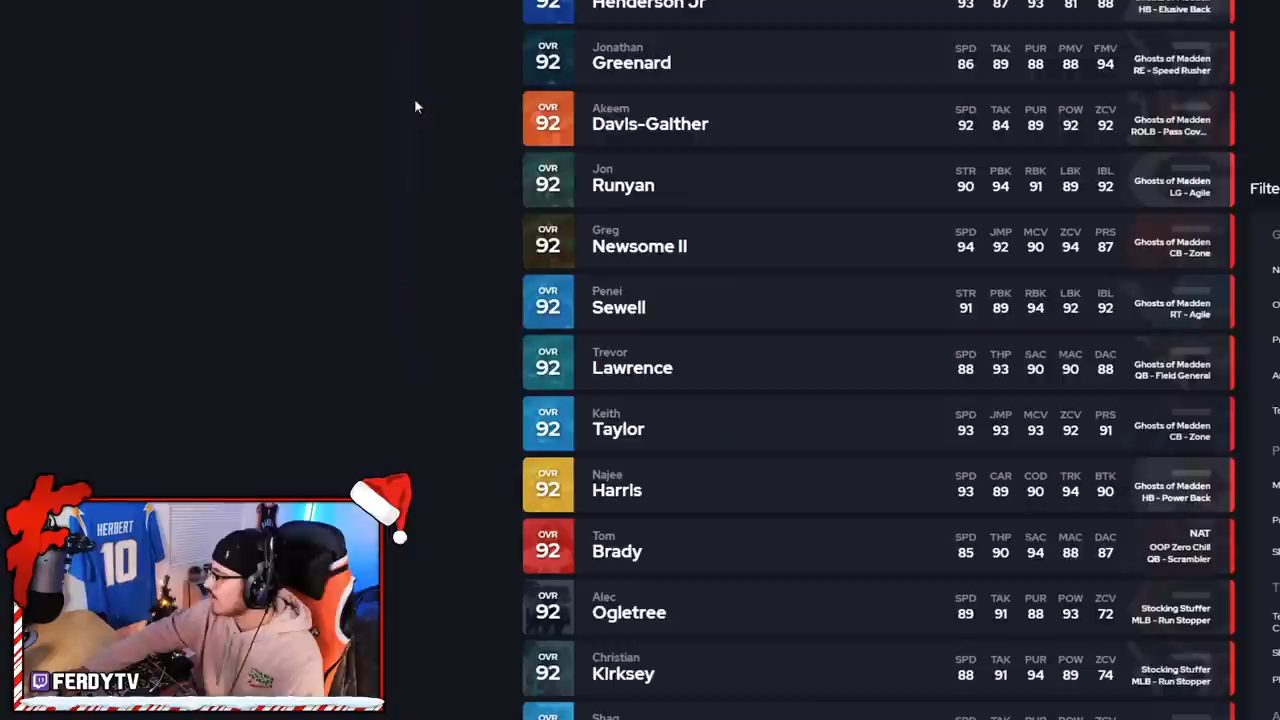 92
Henderson Jr
93 87 93 81 88
HB - Elusive Back
OVR
92
Jonathan
Greenard
SPD TAK PUR PMV FMV
86 89 88 88 94
Ghosts of Madden
RE - Speed Rusher
OVR
92
Akeem
Davis-Gaither
SPD TAK PUR POW ZCV
92 84 89 92 92
Ghosts of Madden
ROLB - Pass Cov...
OVR
92
Jon
Runyan
STR PBK RBK LBK IBL
90 94 91 89 92
Ghosts of Madden
LG - Agile
OVR
92
Greg
Newsome II
SPD JMP MCV ZCV PRS
94 92 90 94 87
Ghosts of Madden
CB - Zone
OVR
92
Penei
Sewell
STR PBK RBK LBK IBL
91 89 94 92 92
Ghosts of Madden
RT - Agile
OVR
92
Trevor
Lawrence
SPD THP SAC MAC DAC
88 93 90 90 88
Ghosts of Madden
QB - Field General
OVR
92
Keith
Taylor
SPD JMP MCV ZCV PRS
93 93 93 92 91
Ghosts of Madden
CB - Zone
OVR
92
Najee
Harris
SPD CAR COD TRK BTK
93 89 90 94 90
Ghosts of Madden
HB - Power Back
OVR
92
Tom
Brady
SPD THP SAC MAC DAC
85 90 94 88 87
NAT
OOP Zero Chill
QB - Scrambler
OVR
92
Alec
Ogletree
SPD TAK PUR POW ZCV
89 91 88 93 72
Stocking Stuffer
MLB - Run Stopper
OVR
92
Christian
Kirksey
SPD TAK PUR POW ZCV
88 91 94 89 74
Stocking Stuffer
MLB - Run Stopper
OVR
Shaq
SPD TAK PUR POW ZCV
Filte
HERBERT
10
FERDYTV